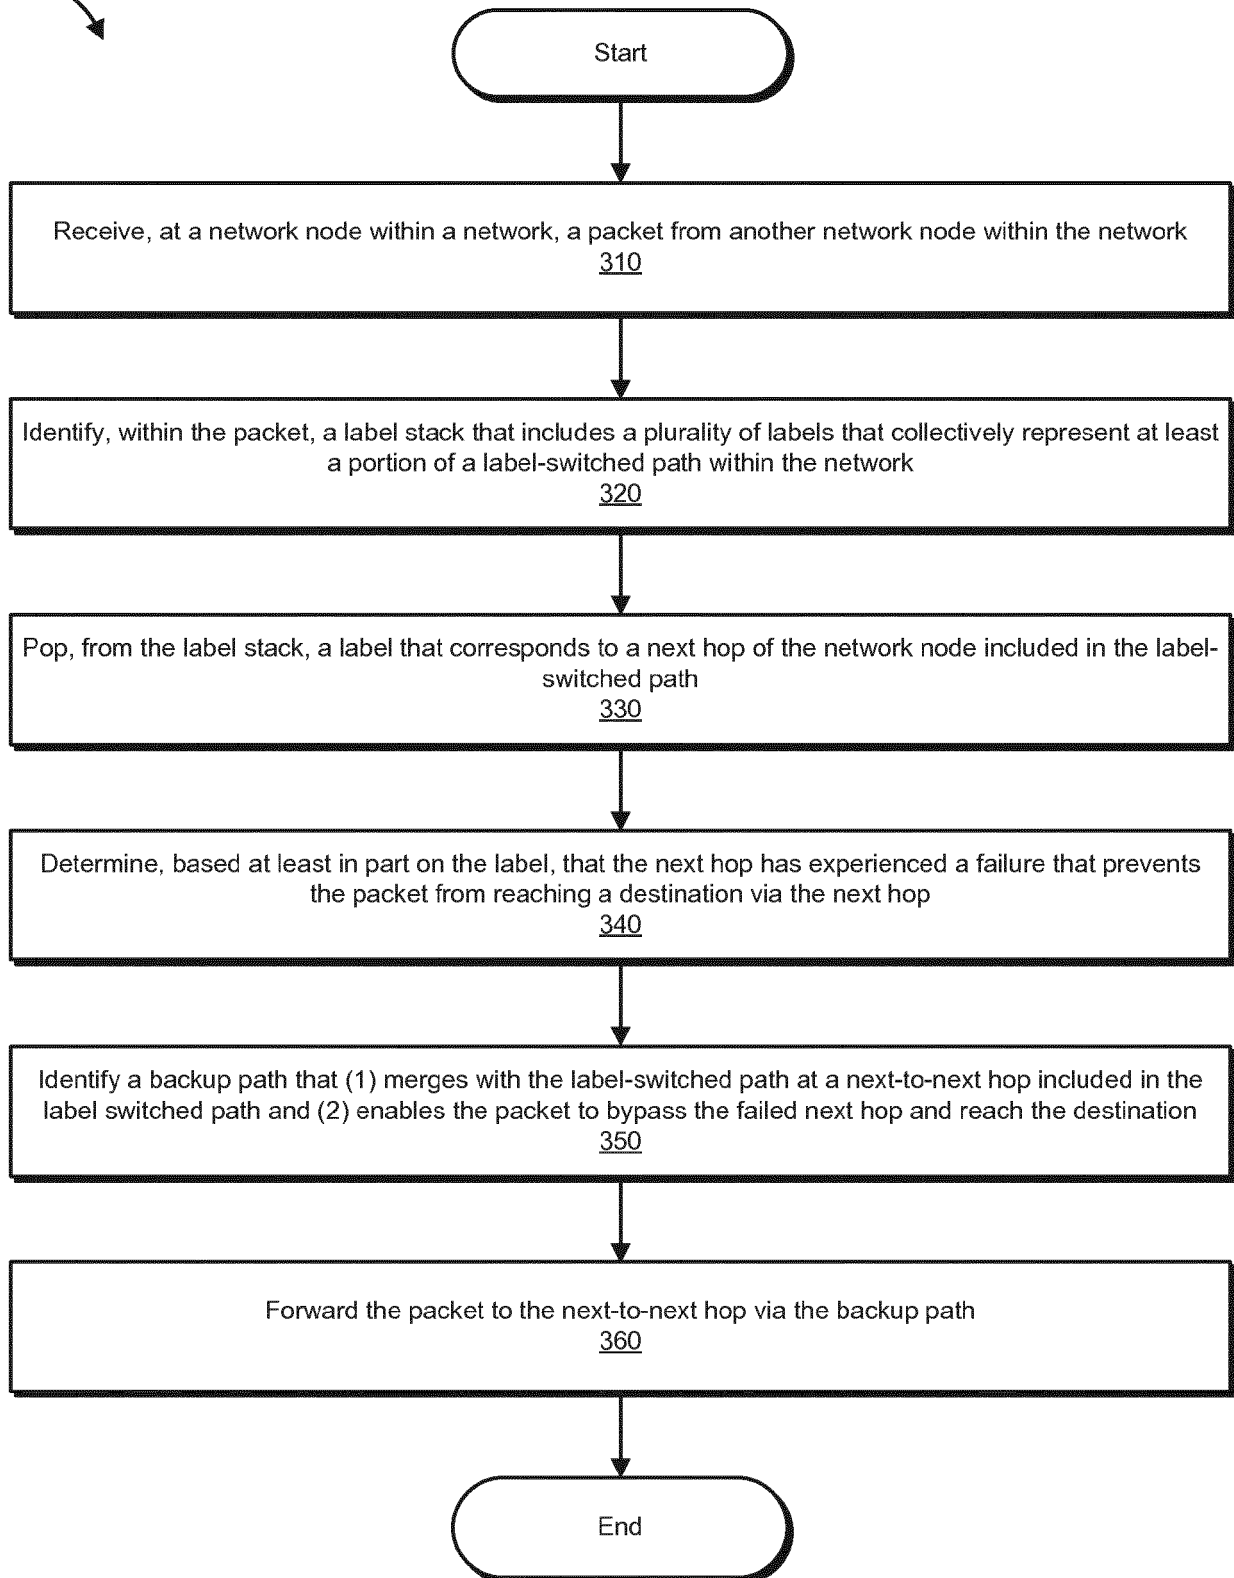 Start
Receive, at a network node within a network, a packet from another network node within the network
310
Identify, within the packet, a label stack that includes a plurality of labels that collectively represent at least
a portion of a label-switched path within the network
320
Pop, from the label stack, a label that corresponds to a next hop of the network node included in the label-
switched path
330
Determine, based at least in part on the label, that the next hop has experienced a failure that prevents
the packet from reaching a destination via the next hop
340
Identify a backup path that (1) merges with the label-switched path at a next-to-next hop included in the
label switched path and (2) enables the packet to bypass the failed next hop and reach the destination
350
Forward the packet to the next-to-next hop via the backup path
360
End